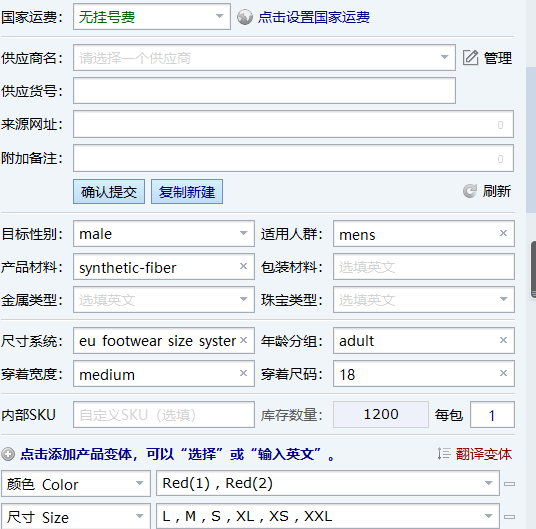 国家运费： 无挂号费 点击设置国家运费
供应商名： 请选择一个供应商 管理
供应货号：
来源网址： 0
附加备注： 0
确认提交 复制新建 刷新
目标性别： male 适用人群： mens
产品材料： synthetic-fiber 包装材料： 选填英文
金属类型： 选填英文 珠宝类型： 选填英文
尺寸系统： eu footwear size syster 年龄分组： adult
穿着宽度： medium 穿着尺码： 18
内部SKU 自定义SKU（选填） 库存数量： 1200 每包 1
点击添加产品变体，可以“选择”或“输入英文”。 翻译变体
颜色 Color Red(1) , Red(2)
尺寸 Size L , M , S , XL , XS , XXL